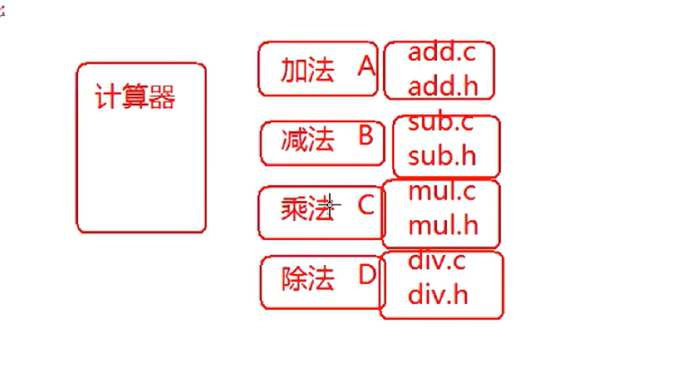 计算器
加法 A
add.c
add.h
减法 B
sub.c
sub.h
乘法 C
mul.c
mul.h
除法 D
div.c
div.h